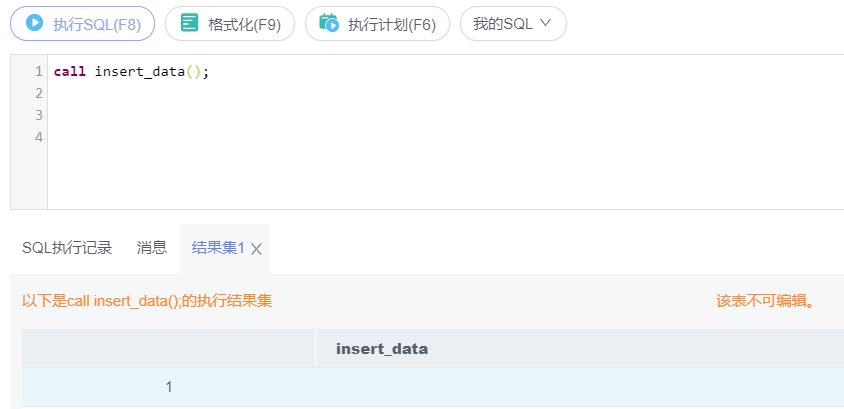 执行SQL(F8) 格式化(F9) 执行计划(F6) 我的SQL
1 call insert_data();
2
3
4
SQL执行记录 消息 结果集1
以下是call insert_data();的执行结果集 该表不可编辑。
insert_data
1